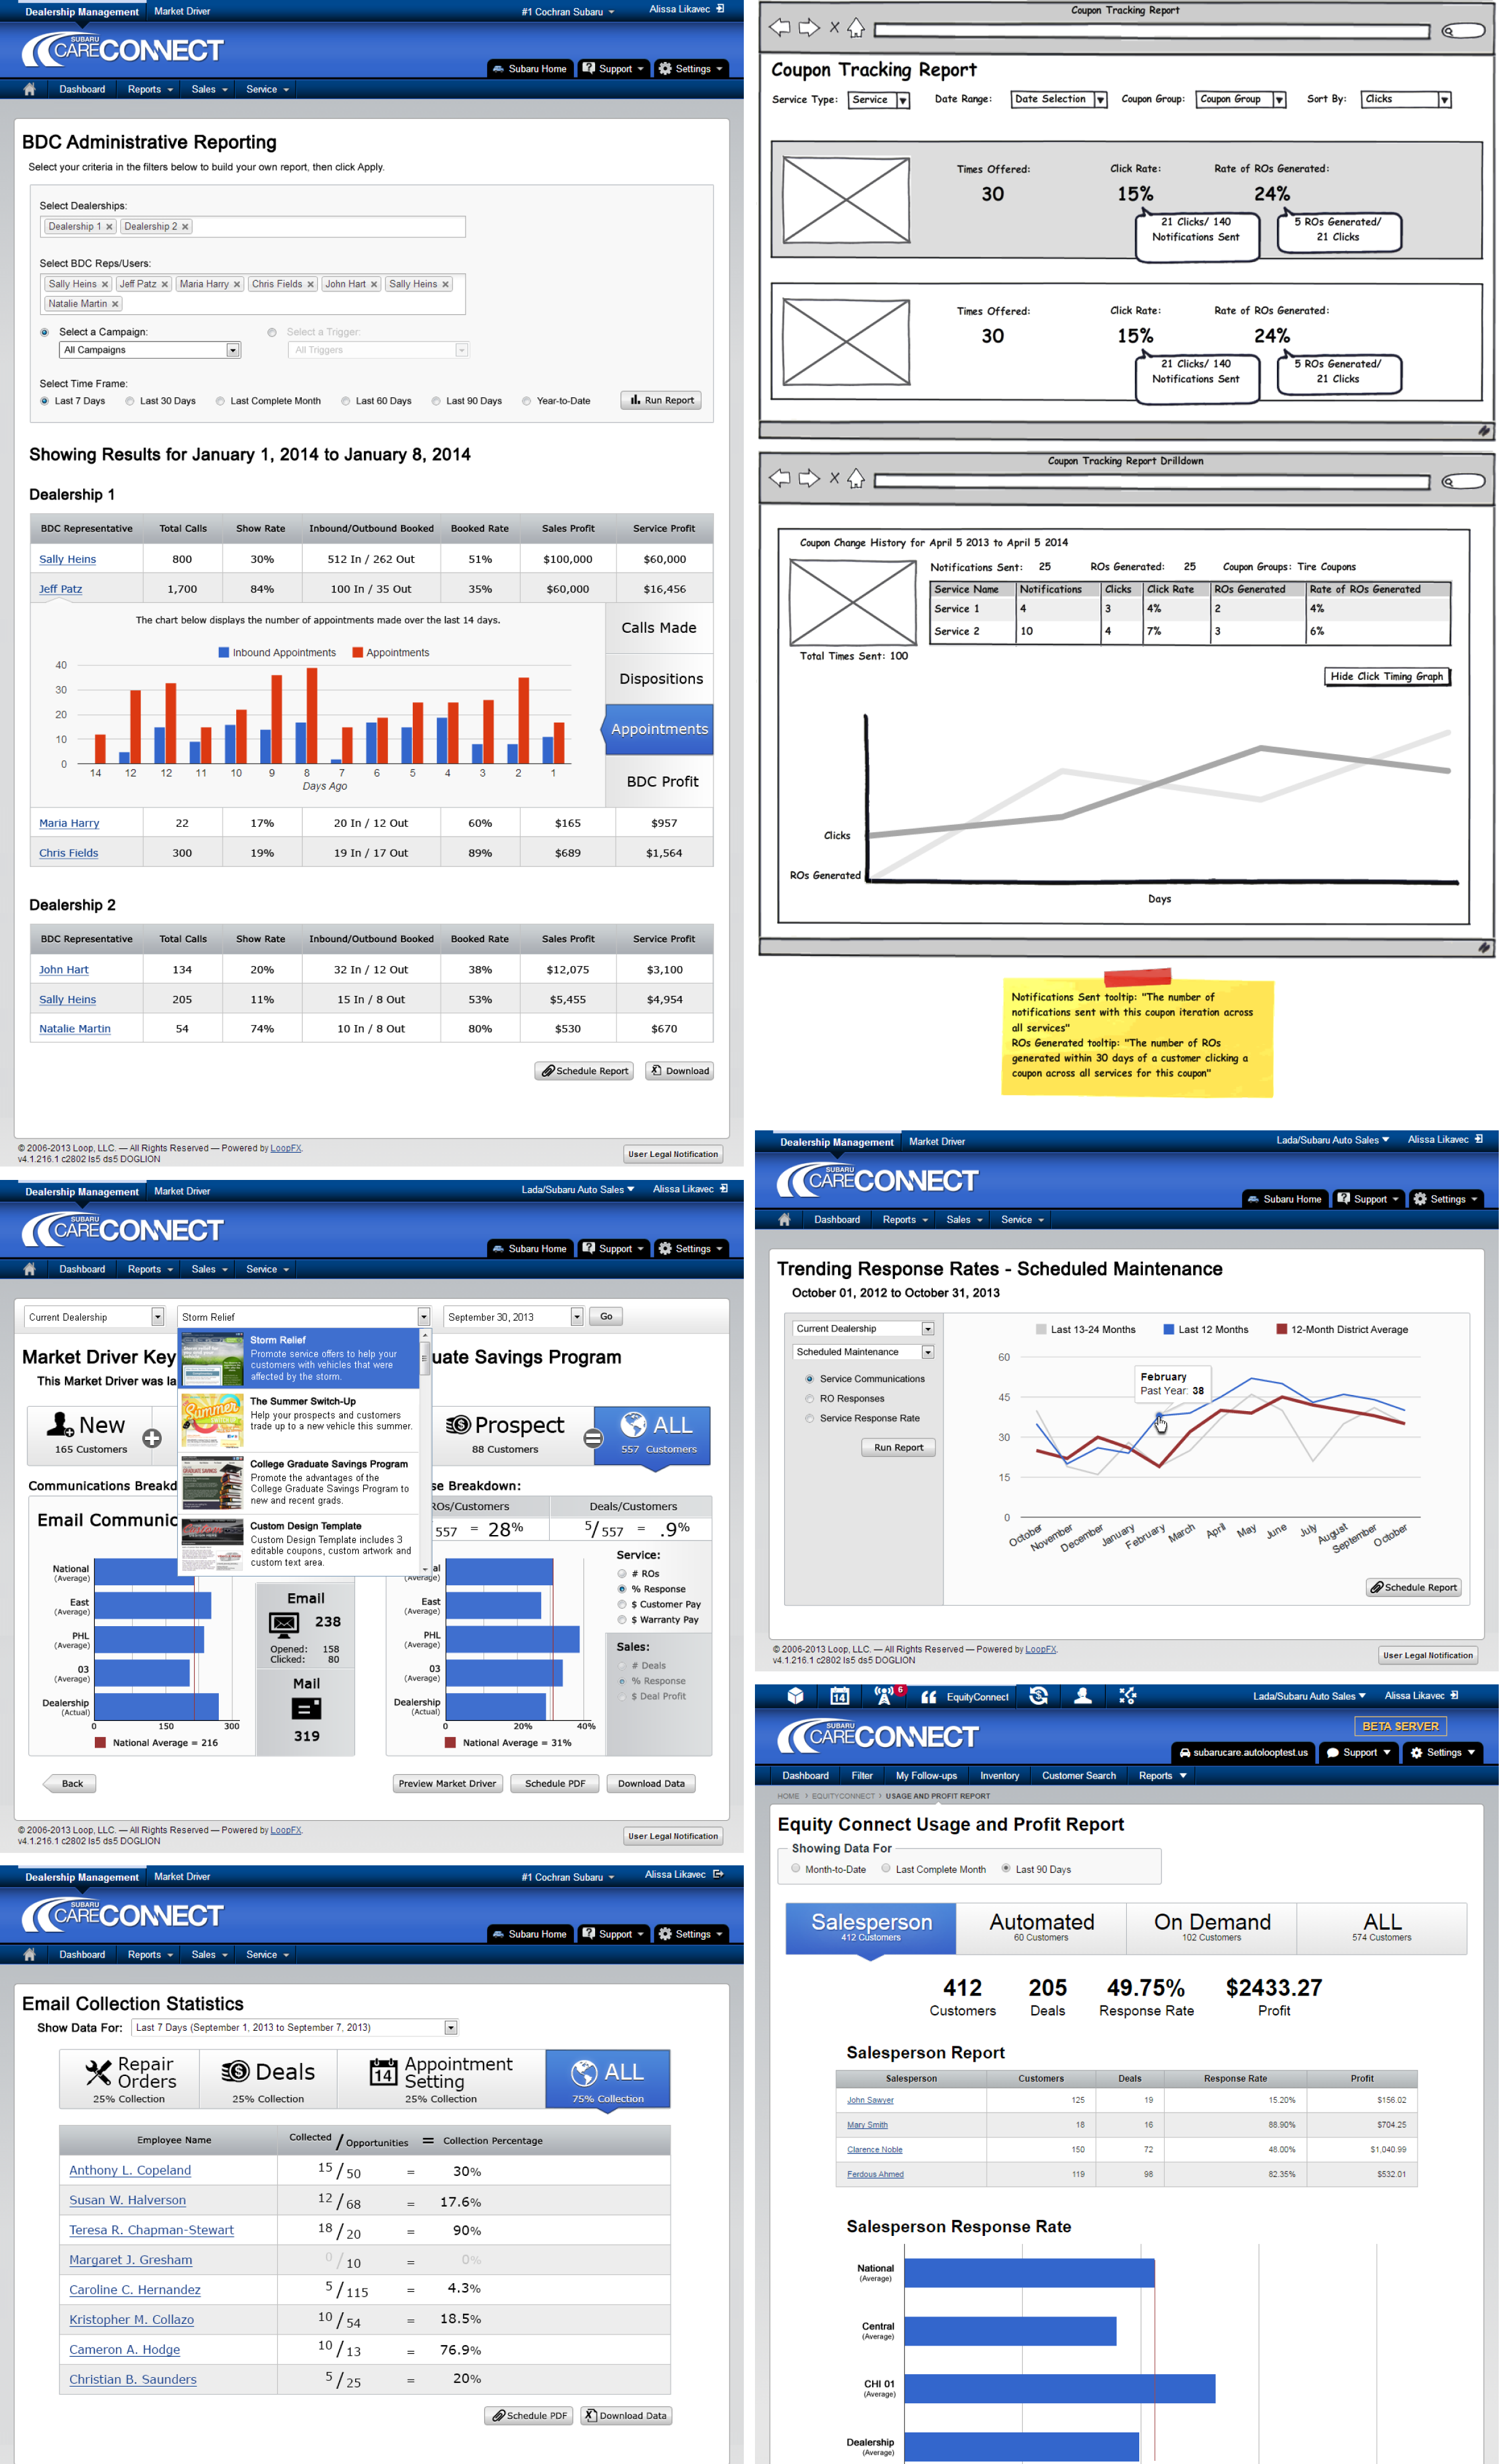 Dealership Management Market Driver #1 Cochran Subaru Alissa Likavec
SUBARU
CARECONNECT
Subaru Home Support Settings
Dashboard Reports Sales Service
BDC Administrative Reporting
Select your criteria in the filters below to build your own report, then click Apply.
Select Dealerships:
Dealership 1 × Dealership 2 ×
Select BDC Reps/Users:
Sally Heins × Jeff Patz × Maria Harry × Chris Fields × John Hart × Sally Heins ×
Natalie Martin ×
Select a Campaign: Select a Trigger:
All Campaigns All Triggers
Select Time Frame:
Last 7 Days Last 30 Days Last Complete Month Last 60 Days Last 90 Days Year-to-Date Run Report
Showing Results for January 1, 2014 to January 8, 2014
Dealership 1
BDC Representative Total Calls Show Rate Inbound/Outbound Booked Booked Rate Sales Profit Service Profit
Sally Heins 800 30% 512 In / 262 Out 51% $100,000 $60,000
Jeff Patz 1,700 84% 100 In / 35 Out 35% $60,000 $16,456
The chart below displays the number of appointments made over the last 14 days.
Inbound Appointments Appointments
40
30
20
10
0
14 12 12 11 10 9 8 7 6 5 4 3 2 1
Days Ago
Calls Made
Dispositions
Appointments
BDC Profit
Maria Harry 22 17% 20 In / 12 Out 60% $165 $957
Chris Fields 300 19% 19 In / 17 Out 89% $689 $1,564
Dealership 2
BDC Representative Total Calls Show Rate Inbound/Outbound Booked Booked Rate Sales Profit Service Profit
John Hart 134 20% 32 In / 12 Out 38% $12,075 $3,100
Sally Heins 205 11% 15 In / 8 Out 53% $5,455 $4,954
Natalie Martin 54 74% 10 In / 8 Out 80% $530 $670
Schedule Report Download
© 2006-2013 Loop, LLC. — All Rights Reserved — Powered by LoopFX.
v4.1.216.1 c2802 ls5 ds5 DOGLION
User Legal Notification
Dealership Management Market Driver Lada/Subaru Auto Sales Alissa Likavec
SUBARU
CARECONNECT
Subaru Home Support Settings
Dashboard Reports Sales Service
Current Dealership Storm Relief September 30, 2013 Go
Market Driver Key uate Savings Program
This Market Driver was la
Storm Relief
Promote service offers to help your
customers with vehicles that were
affected by the storm.
The Summer Switch-Up
Help your prospects and customers
trade up to a new vehicle this summer.
College Graduate Savings Program
Promote the advantages of the
College Graduate Savings Program to
new and recent grads.
Custom Design Template
Custom Design Template includes 3
editable coupons, custom artwork and
custom text area.
New
165 Customers
Prospect
88 Customers
ALL
557 Customers
Communications Breakd se Breakdown:
ROs/Customers Deals/Customers
557 = 28% 5/557 = .9%
Email Communic
National
(Average)
East
(Average)
PHL
(Average)
03
(Average)
Dealership
(Actual)
0 150 300
National Average = 216
Email
238
Opened: 158
Clicked: 80
Mail
319
al
(Average)
East
(Average)
PHL
(Average)
03
(Average)
Dealership
(Actual)
0 20% 40%
National Average = 31%
Service:
# ROs
% Response
$ Customer Pay
$ Warranty Pay
Sales:
# Deals
% Response
$ Deal Profit
Back Preview Market Driver Schedule PDF Download Data
© 2006-2013 Loop, LLC. — All Rights Reserved — Powered by LoopFX.
v4.1.216.1 c2802 ls5 ds5 DOGLION
User Legal Notification
Dealership Management Market Driver #1 Cochran Subaru Alissa Likavec
SUBARU
CARECONNECT
Subaru Home Support Settings
Dashboard Reports Sales Service
Email Collection Statistics
Show Data For: Last 7 Days (September 1, 2013 to September 7, 2013)
Repair Orders
25% Collection
Deals
25% Collection
14 Appointment Setting
25% Collection
ALL
75% Collection
Employee Name Collected / Opportunities = Collection Percentage
Anthony L. Copeland 15/50 = 30%
Susan W. Halverson 12/68 = 17.6%
Teresa R. Chapman-Stewart 18/20 = 90%
Margaret J. Gresham 0/10 = 0%
Caroline C. Hernandez 5/115 = 4.3%
Kristopher M. Collazo 10/54 = 18.5%
Cameron A. Hodge 10/13 = 76.9%
Christian B. Saunders 5/25 = 20%
Schedule PDF Download Data
Coupon Tracking Report
Coupon Tracking Report
Service Type: Service Date Range: Date Selection Coupon Group: Coupon Group Sort By: Clicks
Times Offered: Click Rate: Rate of ROs Generated:
30 15% 24%
21 Clicks/ 140
Notifications Sent
5 ROs Generated/
21 Clicks
Times Offered: Click Rate: Rate of ROs Generated:
30 15% 24%
21 Clicks/ 140
Notifications Sent
5 ROs Generated/
21 Clicks
Coupon Tracking Report Drilldown
Coupon Change History for April 5 2013 to April 5 2014
Notifications Sent: 25 ROs Generated: 25 Coupon Groups: Tire Coupons
Service Name Notifications Clicks Click Rate ROs Generated Rate of ROs Generated
Service 1 4 3 4% 2 4%
Service 2 10 4 7% 3 6%
Total Times Sent: 100
Hide Click Timing Graph
Clicks
ROs Generated
Days
Notifications Sent tooltip: "The number of
notifications sent with this coupon iteration across
all services"
ROs Generated tooltip: "The number of ROs
generated within 30 days of a customer clicking a
coupon across all services for this coupon"
Dealership Management Market Driver Lada/Subaru Auto Sales Alissa Likavec
SUBARU
CARECONNECT
Subaru Home Support Settings
Dashboard Reports Sales Service
Trending Response Rates - Scheduled Maintenance
October 01, 2012 to October 31, 2013
Current Dealership
Scheduled Maintenance
Service Communications
RO Responses
Service Response Rate
Run Report
Last 13-24 Months Last 12 Months 12-Month District Average
60
45
30
15
0
February
Past Year: 38
October November December January February March April May June July August September October
Schedule Report
© 2006-2013 Loop, LLC. — All Rights Reserved — Powered by LoopFX.
v4.1.216.1 c2802 ls5 ds5 DOGLION
User Legal Notification
14 6 EquityConnect Lada/Subaru Auto Sales Alissa Likavec
SUBARU
CARECONNECT
BETA SERVER
subarucare.autolooptest.us Support Settings
Dashboard Filter My Follow-ups Inventory Customer Search Reports
HOME > EQUITYCONNECT > USAGE AND PROFIT REPORT
Equity Connect Usage and Profit Report
Showing Data For
Month-to-Date Last Complete Month Last 90 Days
Salesperson Automated On Demand ALL
412 Customers 60 Customers 102 Customers 574 Customers
412 205 49.75% $2433.27
Customers Deals Response Rate Profit
Salesperson Report
Salesperson Customers Deals Response Rate Profit
John Sawyer 125 19 15.20% $156.02
Mary Smith 18 16 88.90% $704.25
Clarence Noble 150 72 48.00% $1,040.99
Ferdous Ahmed 119 98 82.35% $532.01
Salesperson Response Rate
National
(Average)
Central
(Average)
CHI 01
(Average)
Dealership
(Average)